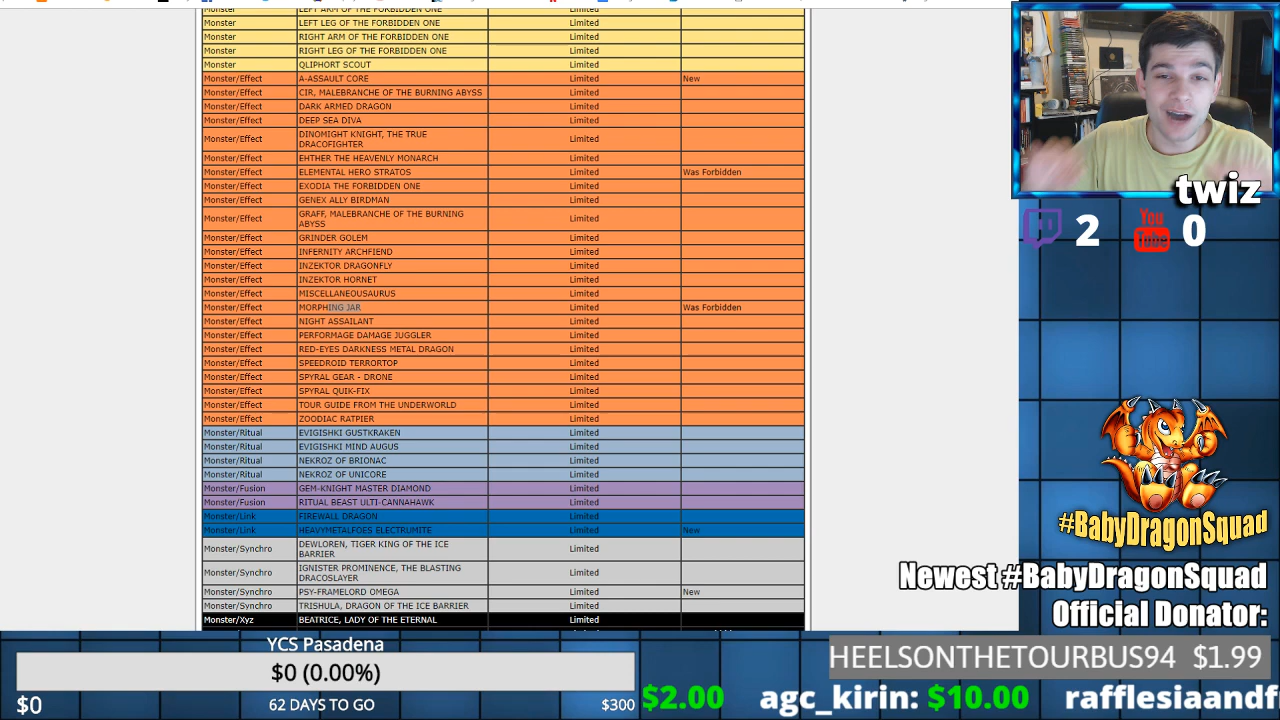 Monster LEFT ARM OF THE FORBIDDEN ONE Limited
Monster LEFT LEG OF THE FORBIDDEN ONE Limited
Monster RIGHT ARM OF THE FORBIDDEN ONE Limited
Monster RIGHT LEG OF THE FORBIDDEN ONE Limited
Monster QLIPHORT SCOUT Limited
Monster/Effect A-ASSAULT CORE Limited New
Monster/Effect CIR, MALEBRANCHE OF THE BURNING ABYSS Limited
Monster/Effect DARK ARMED DRAGON Limited
Monster/Effect DEEP SEA DIVA Limited
Monster/Effect DINOMIGHT KNIGHT, THE TRUE Limited
DRACOFIGHTER
Monster/Effect EHTHER THE HEAVENLY MONARCH Limited
Monster/Effect ELEMENTAL HERO STRATOS Limited Was Forbidden
Monster/Effect EXODIA THE FORBIDDEN ONE Limited
Monster/Effect GENEX ALLY BIRDMAN Limited
Monster/Effect GRAFF, MALEBRANCHE OF THE BURNING Limited
ABYSS
Monster/Effect GRINDER GOLEM Limited
Monster/Effect INFERNITY ARCHFIEND Limited
Monster/Effect INZEKTOR DRAGONFLY Limited
Monster/Effect INZEKTOR HORNET Limited
Monster/Effect MISCELLANEOUSAURUS Limited
Monster/Effect MORPHING JAR Limited Was Forbidden
Monster/Effect NIGHT ASSAILANT Limited
Monster/Effect PERFORMAGE DAMAGE JUGGLER Limited
Monster/Effect RED-EYES DARKNESS METAL DRAGON Limited
Monster/Effect SPEEDROID TERRORTOP Limited
Monster/Effect SPYRAL GEAR - DRONE Limited
Monster/Effect SPYRAL QUIK-FIX Limited
Monster/Effect TOUR GUIDE FROM THE UNDERWORLD Limited
Monster/Effect ZOODIAC RATPIER Limited
Monster/Ritual EVIGISHKI GUSTKRAKEN Limited
Monster/Ritual EVIGISHKI MIND AUGUS Limited
Monster/Ritual NEKROZ OF BRIONAC Limited
Monster/Ritual NEKROZ OF UNICORE Limited
Monster/Fusion GEM-KNIGHT MASTER DIAMOND Limited
Monster/Fusion RITUAL BEAST ULTI-CANNAHAWK Limited
Monster/Link FIREWALL DRAGON Limited
Monster/Link HEAVYMETALFOES ELECTRUMITE Limited New
Monster/Synchro DEWLOREN, TIGER KING OF THE ICE Limited
BARRIER
Monster/Synchro IGNISTER PROMINENCE, THE BLASTING Limited
DRACOSLAYER
Monster/Synchro PSY-FRAMELORD OMEGA Limited New
Monster/Synchro TRISHULA, DRAGON OF THE ICE BARRIER Limited
Monster/Xyz BEATRICE, LADY OF THE ETERNAL Limited
twiz
2 You Tube 0
#BabyDragonSquad
Newest #BabyDragonSquad
Official Donator:
HEELSONTHETOURBUS94 $1.99
YCS Pasadena
$0 (0.00%)
$0 62 DAYS TO GO $300
$2.00 agc_kirin: $10.00 rafflesiaandf